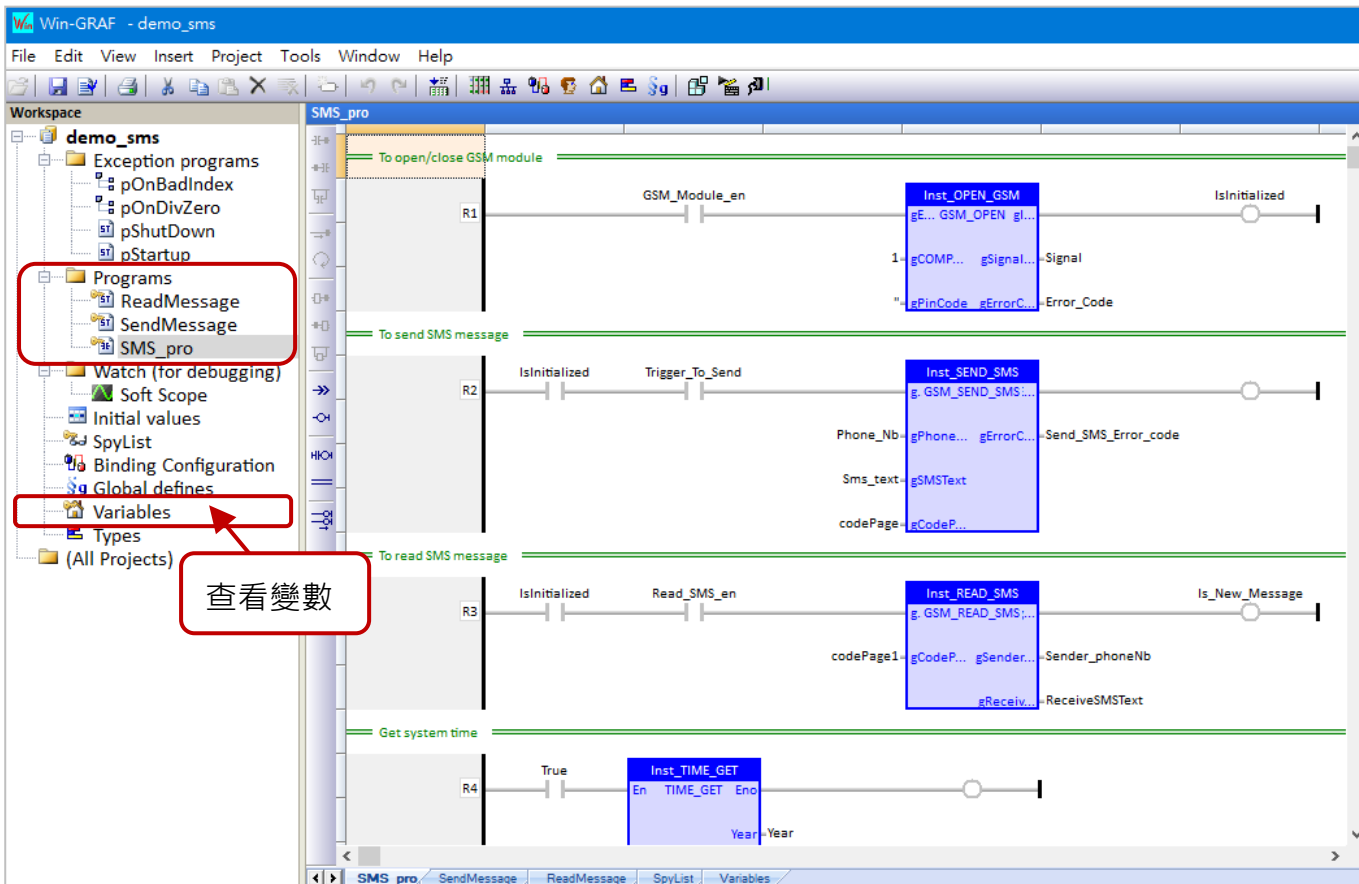 Win-GRAF - demo_sms
File Edit View Insert Project Tools Window Help
Workspace
demo_sms
Exception programs
pOnBadIndex
pOnDivZero
pShutDown
pStartup
Programs
ReadMessage
SendMessage
SMS_pro
Watch (for debugging)
Soft Scope
Initial values
SpyList
Binding Configuration
Global defines
Variables
Types
(All Projects)
查看變數
SMS_pro
To open/close GSM module
R1
GSM_Module_en
Inst_OPEN_GSM
IsInitialized
gE... GSM_OPEN gI...
1 gCOMP... gSignal... Signal
'' gPinCode gErrorC... Error_Code
To send SMS message
R2
IsInitialized Trigger_To_Send Inst_SEND_SMS
g. GSM_SEND_SMS:...
Phone_Nb gPhone... gErrorC... Send_SMS_Error_code
Sms_text gSMSText
codePage gCodeP...
To read SMS message
R3
IsInitialized Read_SMS_en Inst_READ_SMS Is_New_Message
g. GSM_READ_SMS;...
codePage1 gCodeP... gSender... Sender_phoneNb
gReceiv... ReceiveSMSText
Get system time
R4
True Inst_TIME_GET
En TIME_GET Eno
Year Year
SMS_pro SendMessage ReadMessage SpyList Variables